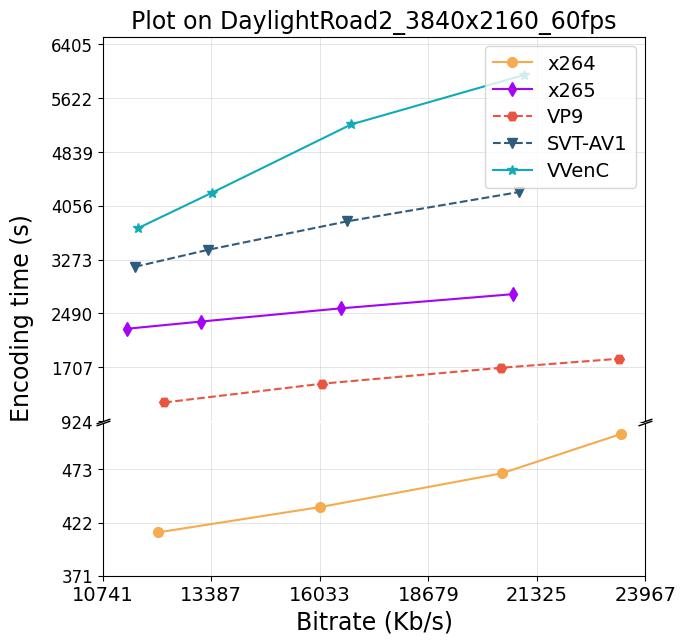 Plot on DaylightRoad2_3840x2160_60fps
Encoding time (s)
6405
5622
4839
4056
3273
2490
1707
924
473
422
371
x264
x265
VP9
SVT-AV1
VVenC
10741 13387 16033 18679 21325 23967
Bitrate (Kb/s)